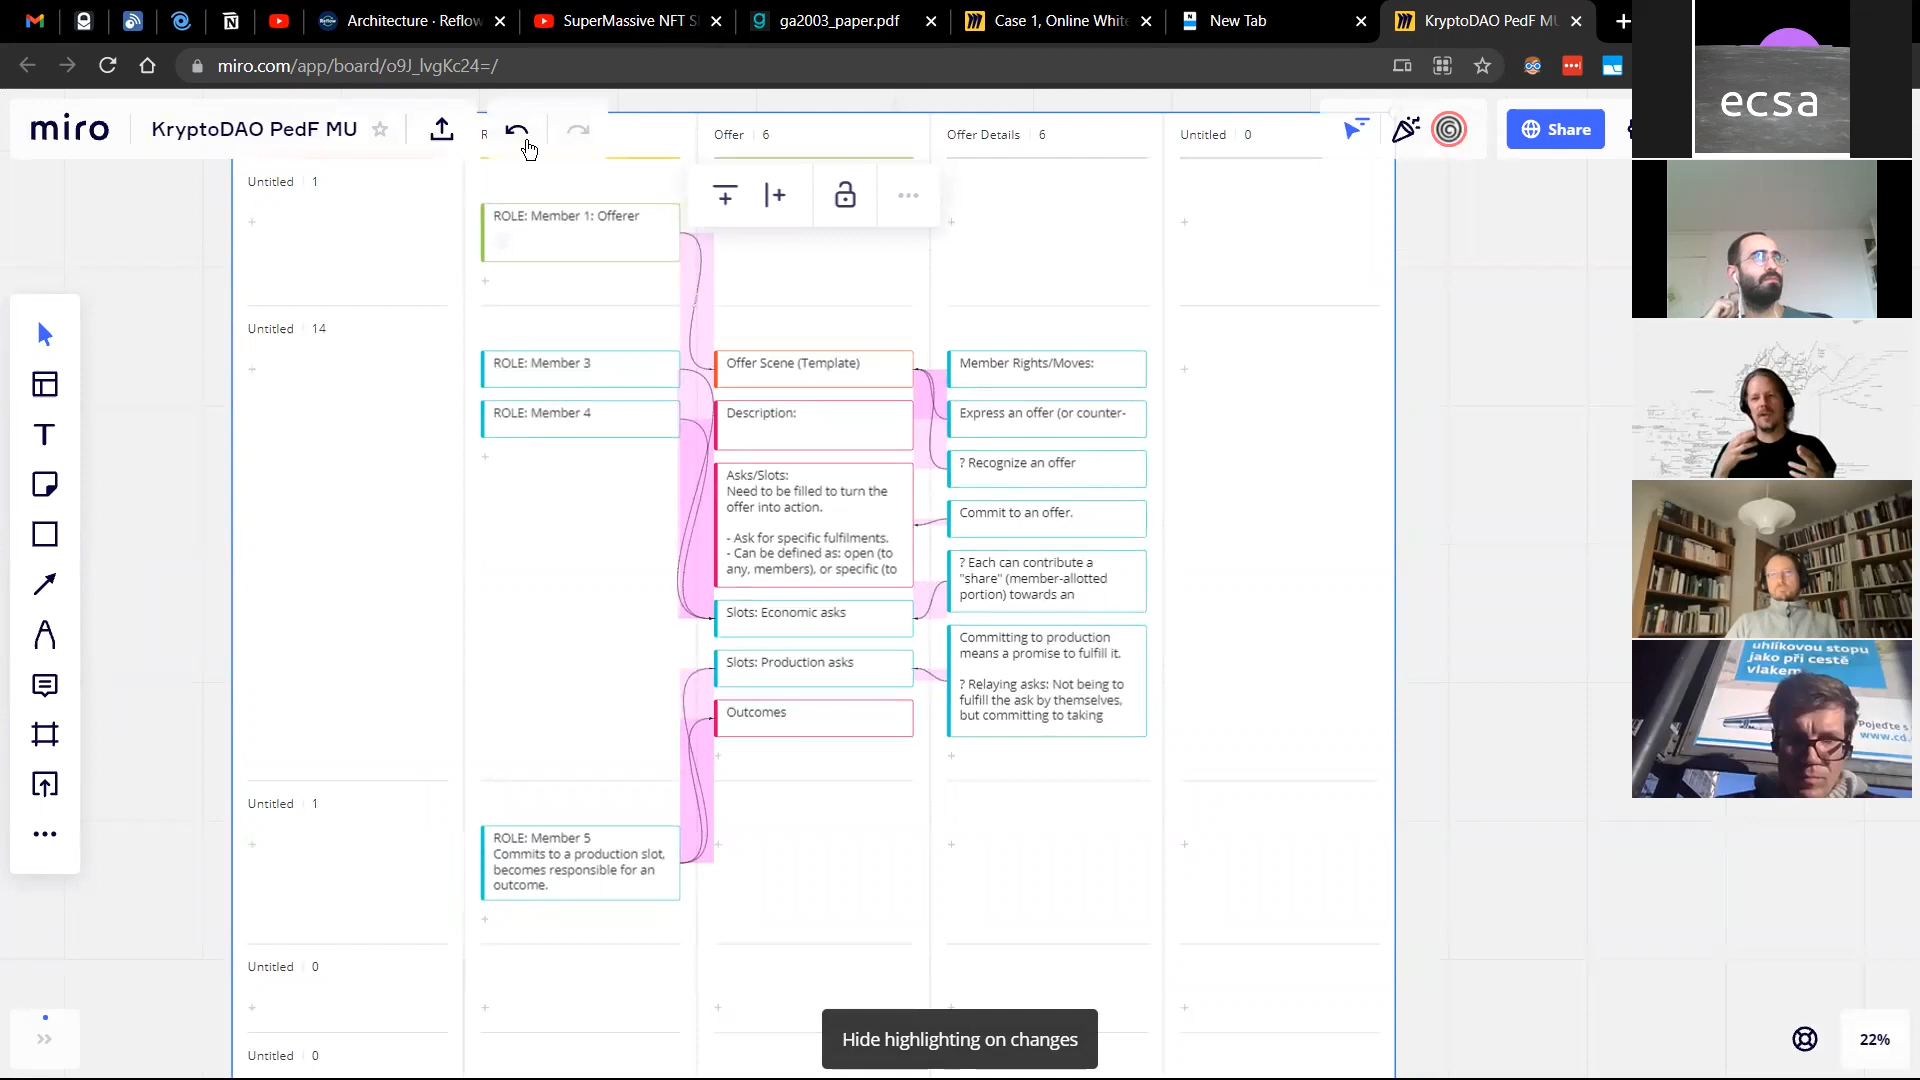 Architecture · Reflow
SuperMassive NFT S
ga2003_paper.pdf
Case 1, Online White
New Tab
KryptoDAO PedF MU
miro.com/app/board/o9J_lvgKc24=/
miro
KryptoDAO PedF MU
R
Offer 6
Offer Details 6
Untitled 0
Share
ecsa
Untitled 1
ROLE: Member 1: Offerer
Untitled 14
ROLE: Member 3
ROLE: Member 4
Offer Scene (Template)
Description:
Asks/Slots:
Need to be filled to turn the
offer into action.
- Ask for specific fulfilments.
- Can be defined as: open (to
any, members), or specific (to
Slots: Economic asks
Slots: Production asks
Outcomes
Member Rights/Moves:
Express an offer (or counter-
? Recognize an offer
Commit to an offer.
? Each can contribute a
"share" (member-allotted
portion) towards an
Committing to production
means a promise to fulfill it.
? Relaying asks: Not being to
fulfill the ask by themselves,
but committing to taking
uhlíkovou stopu
jako při cestě
vlakem
Pojeďte s
www.cd.
Untitled 1
ROLE: Member 5
Commits to a production slot,
becomes responsible for an
outcome.
Untitled 0
Untitled 0
Hide highlighting on changes
22%